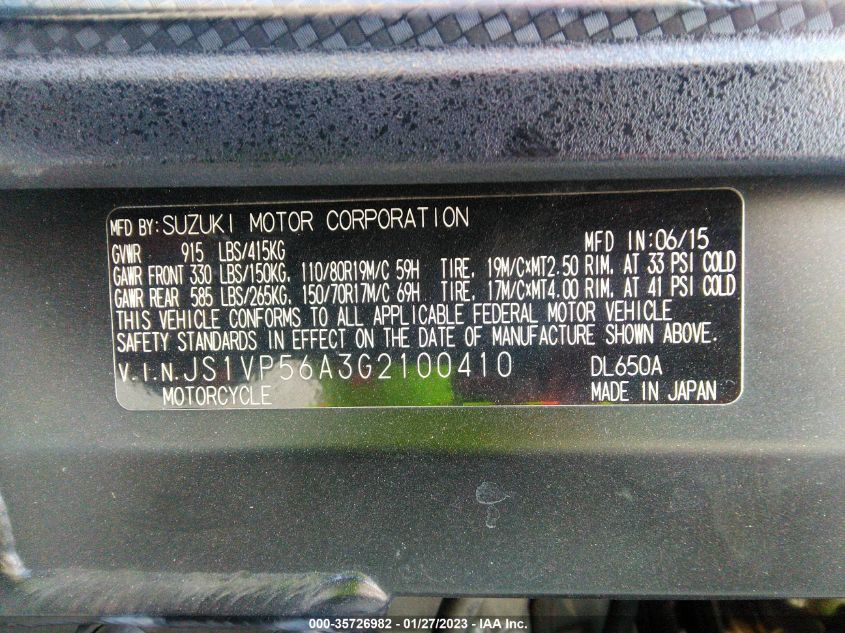 MFD BY: SUZUKI MOTOR CORPORATION
GVWR 915 LBS/415KG MFD IN: 06/15
GAWR FRONT 330 LBS/150KG, 110/80R19M/C 59H TIRE, 19M/C×MT2.50 RIM, AT 33 PSI COLD
GAWR REAR 585 LBS/265KG, 150/70R17M/C 69H TIRE, 17M/C×MT4.00 RIM, AT 41 PSI COLD
THIS VEHICLE CONFORMS TO ALL APPLICABLE FEDERAL MOTOR VEHICLE
SAFETY STANDARDS IN EFFECT ON THE DATE OF MANUFACTURE SHOWN ABOVE.
V.I.N. JS1VP56A3G2100410 DL650A
MOTORCYCLE MADE IN JAPAN
000-35726982 - 01/27/2023 - IAA Inc.